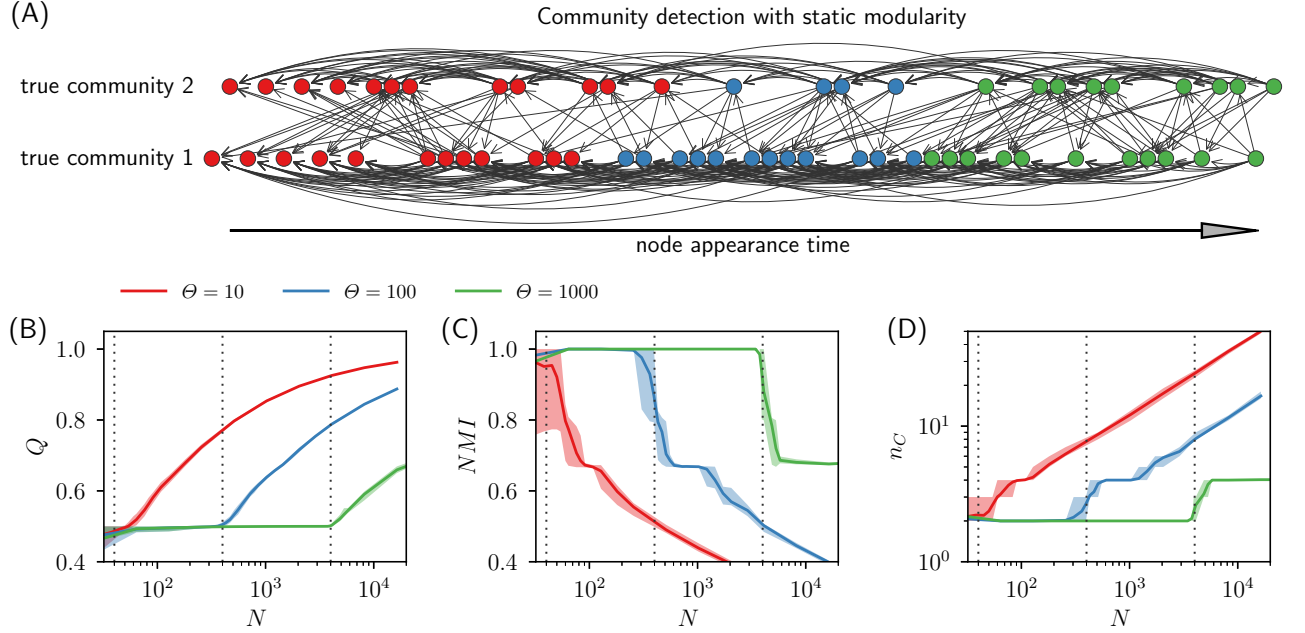 (A)
Community detection with static modularity
true community 2
true community 1
node appearance time
Θ = 10
Θ = 100
Θ = 1000
(B)
1.0
0.8
0.6
0.4
Q
10²
10³
10⁴
N
(C)
1.0
0.8
0.6
0.4
NMI
10²
10³
10⁴
N
(D)
10¹
10⁰
n_C
10²
10³
10⁴
N